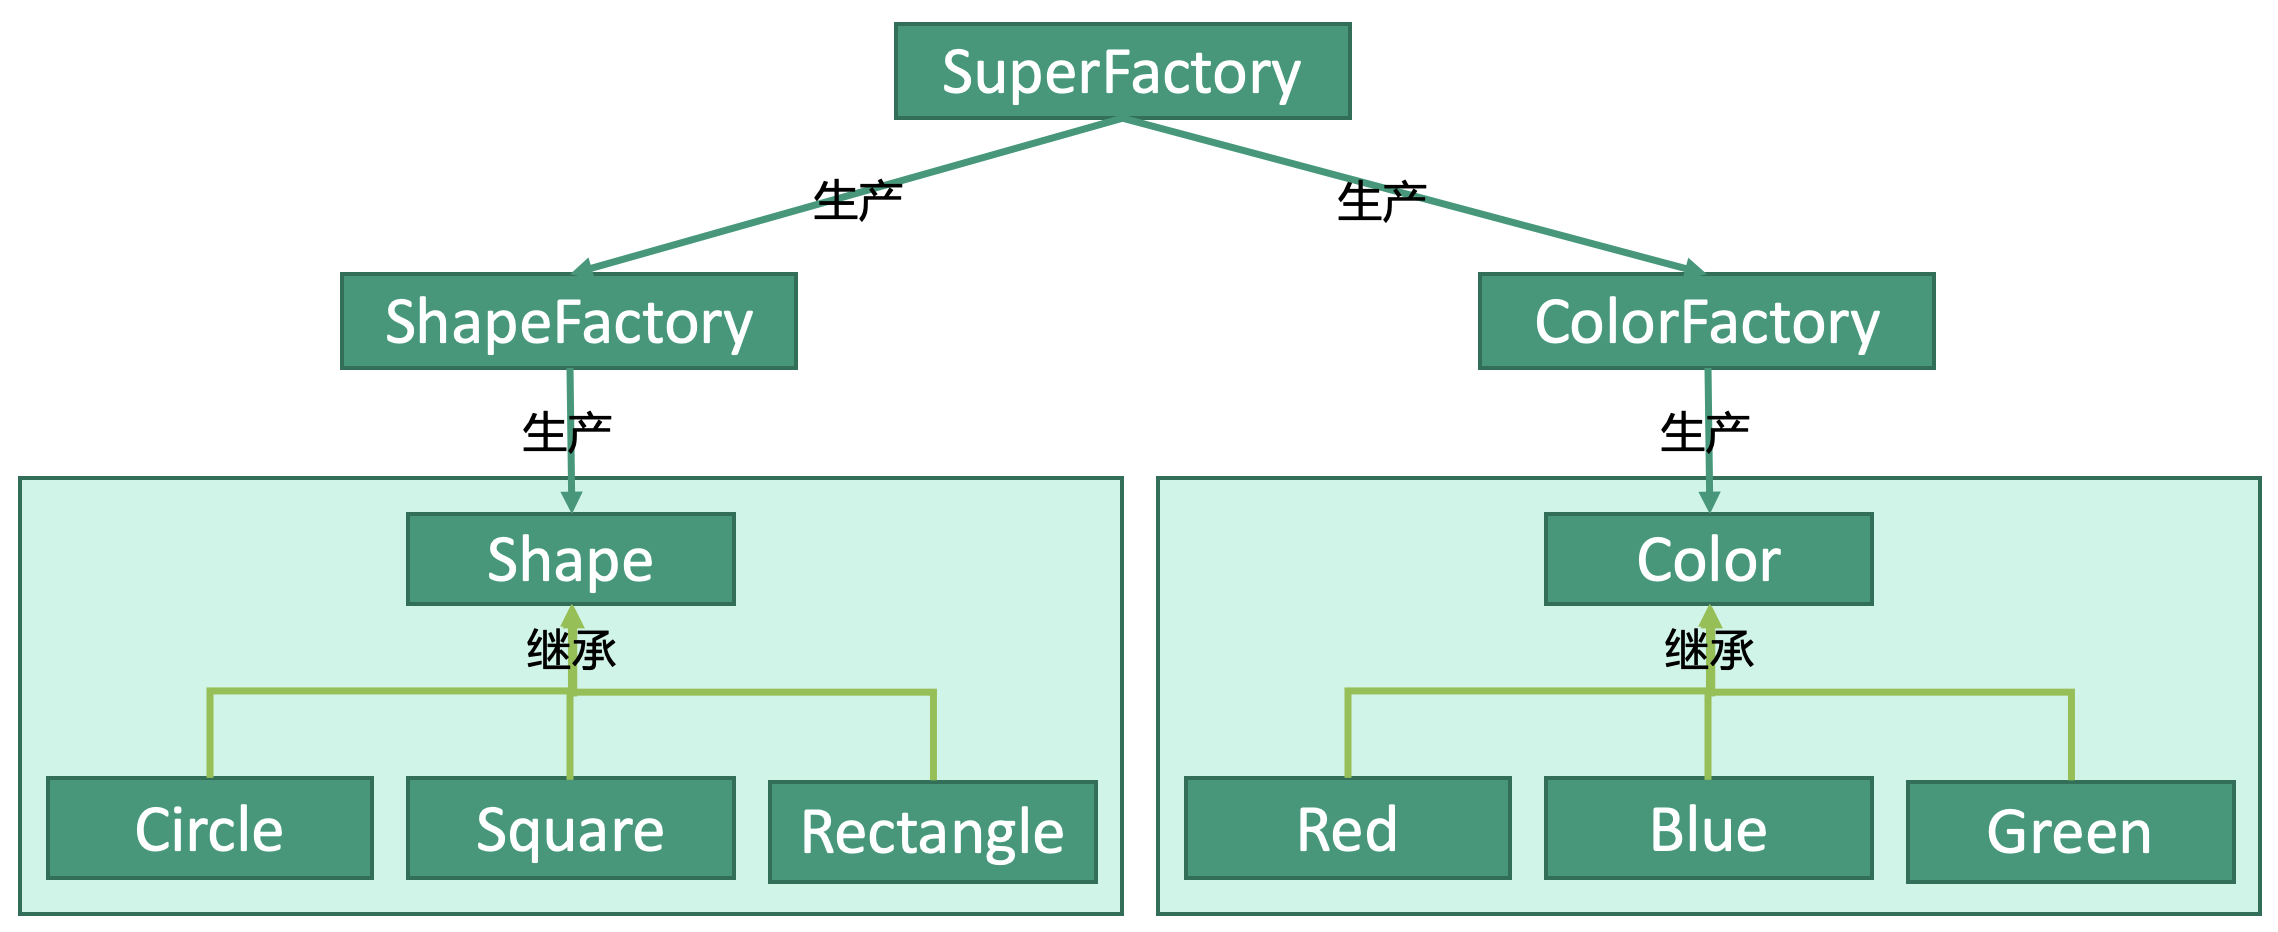 SuperFactory
生产
生产
ShapeFactory
ColorFactory
生产
生产
Shape
Color
继承
继承
Circle
Square
Rectangle
Red
Blue
Green